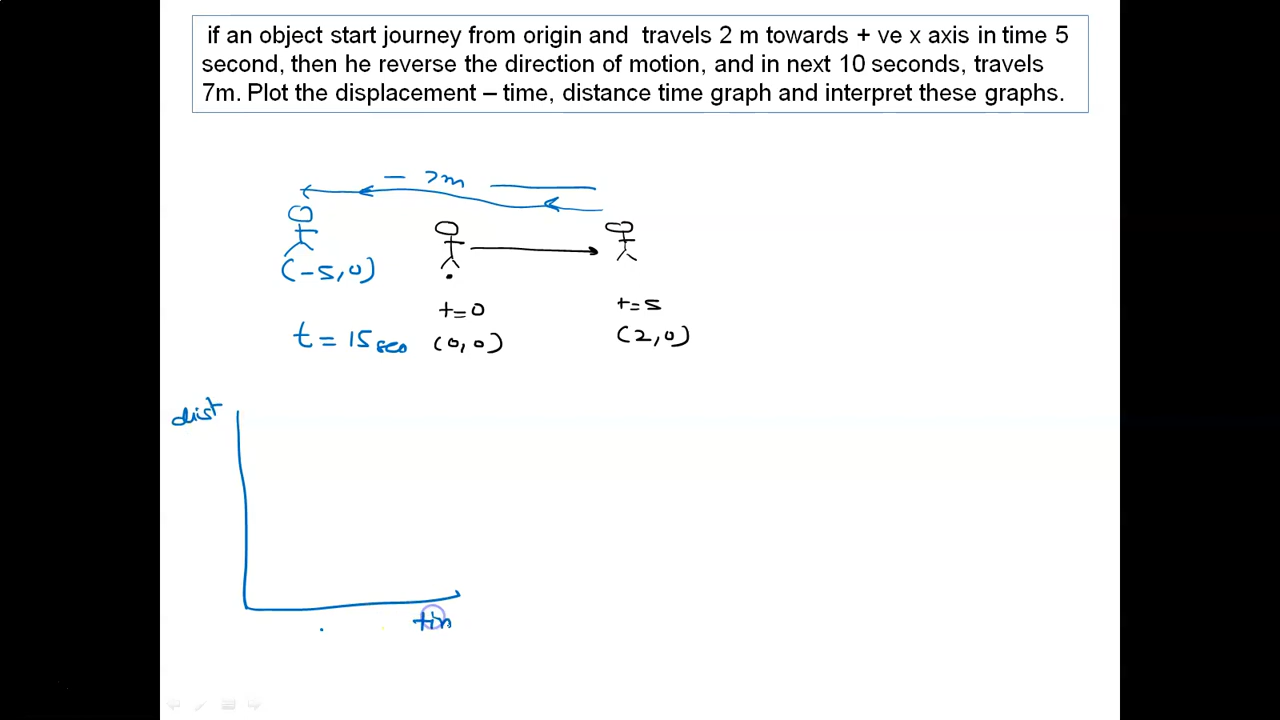 if an object start journey from origin and travels 2 m towards + ve x axis in time 5
second, then he reverse the direction of motion, and in next 10 seconds, travels
7m. Plot the displacement – time, distance time graph and interpret these graphs.
- 7m
(-5,0)
t=0
t=5
t = 15sec
(0,0)
(2,0)
dist
tim